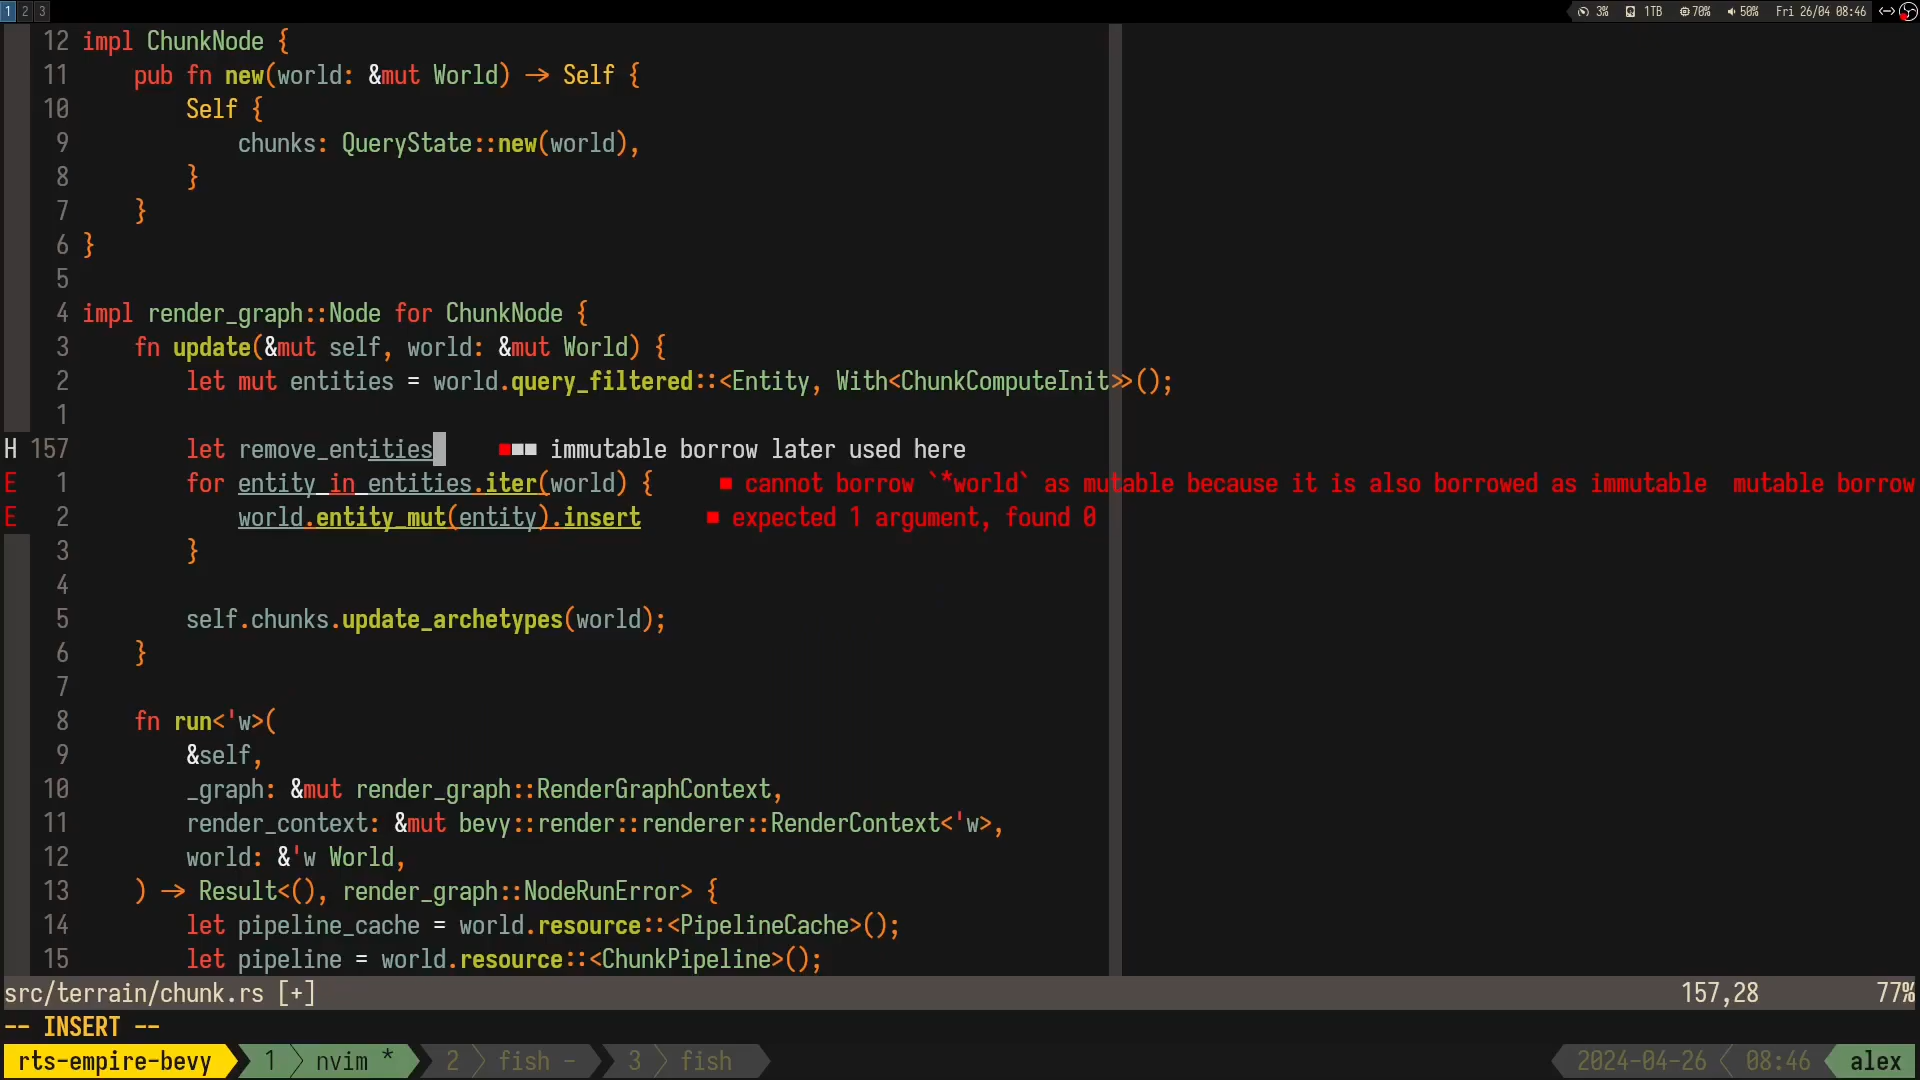 1 2 3 3% 1TB 70% 50% Fri 26/04 08:46
12 impl ChunkNode {
11 pub fn new(world: &mut World) -> Self {
10 Self {
9 chunks: QueryState::new(world),
8 }
7 }
6 }
5
4 impl render_graph::Node for ChunkNode {
3 fn update(&mut self, world: &mut World) {
2 let mut entities = world.query_filtered::<Entity, With<ChunkComputeInit>>();
1
H 157 let remove_entities ■■■ immutable borrow later used here
E 1 for entity in entities.iter(world) { ■ cannot borrow `*world` as mutable because it is also borrowed as immutable mutable borrow
E 2 world.entity_mut(entity).insert ■ expected 1 argument, found 0
3 }
4
5 self.chunks.update_archetypes(world);
6 }
7
8 fn run<'w>(
9 &self,
10 _graph: &mut render_graph::RenderGraphContext,
11 render_context: &mut bevy::render::renderer::RenderContext<'w>,
12 world: &'w World,
13 ) -> Result<(), render_graph::NodeRunError> {
14 let pipeline_cache = world.resource::<PipelineCache>();
15 let pipeline = world.resource::<ChunkPipeline>();
src/terrain/chunk.rs [+] 157,28 77%
-- INSERT --
rts-empire-bevy 1 nvim * 2 fish - 3 fish 2024-04-26 08:46 alex